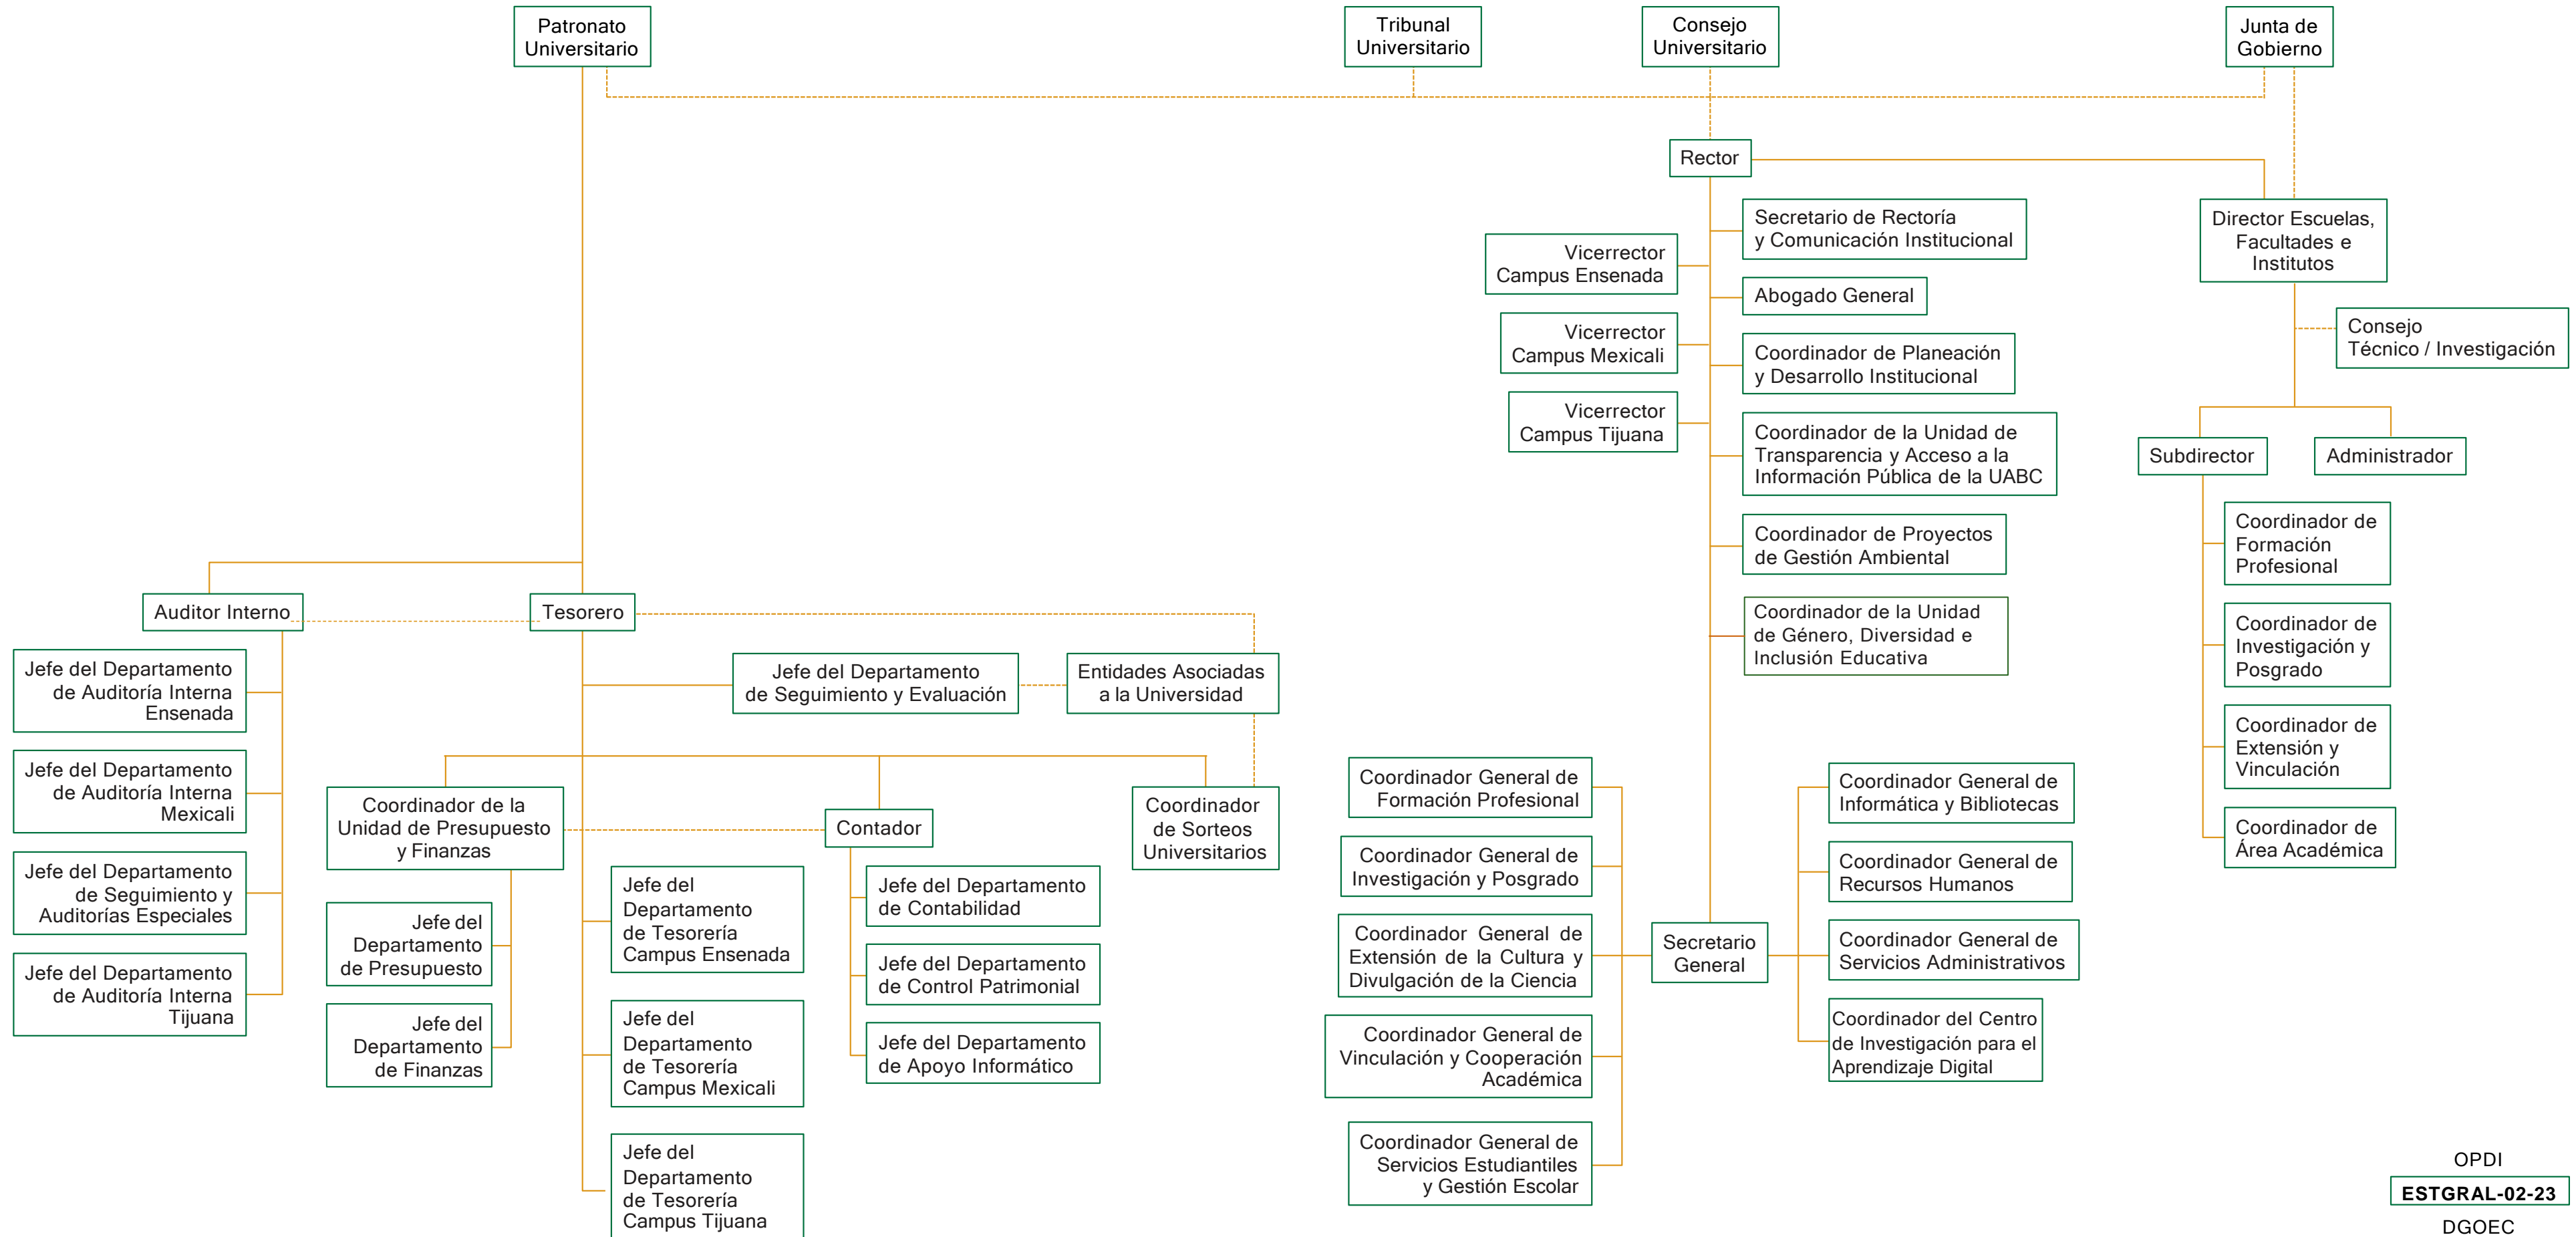 Patronato
Universitario
Tribunal
Universitario
Consejo
Universitario
Junta de
Gobierno
Rector
Secretario de Rectoría
y Comunicación Institucional
Vicerrector
Campus Ensenada
Abogado General
Vicerrector
Campus Mexicali
Coordinador de Planeación
y Desarrollo Institucional
Vicerrector
Campus Tijuana
Coordinador de la Unidad de
Transparencia y Acceso a la
Información Pública de la UABC
Coordinador de Proyectos
de Gestión Ambiental
Coordinador de la Unidad
de Género, Diversidad e
Inclusión Educativa
Director Escuelas,
Facultades e
Institutos
Consejo
Técnico / Investigación
Subdirector
Administrador
Coordinador de
Formación
Profesional
Coordinador de
Investigación y
Posgrado
Coordinador de
Extensión y
Vinculación
Coordinador de
Área Académica
Auditor Interno
Tesorero
Jefe del Departamento
de Auditoría Interna
Ensenada
Jefe del Departamento
de Auditoría Interna
Mexicali
Jefe del Departamento
de Seguimiento y
Auditorías Especiales
Jefe del Departamento
de Auditoría Interna
Tijuana
Jefe del Departamento
de Seguimiento y Evaluación
Entidades Asociadas
a la Universidad
Coordinador de la
Unidad de Presupuesto
y Finanzas
Contador
Coordinador
de Sorteos
Universitarios
Jefe del
Departamento
de Presupuesto
Jefe del
Departamento
de Finanzas
Jefe del
Departamento
de Tesorería
Campus Ensenada
Jefe del
Departamento
de Tesorería
Campus Mexicali
Jefe del
Departamento
de Tesorería
Campus Tijuana
Jefe del Departamento
de Contabilidad
Jefe del Departamento
de Control Patrimonial
Jefe del Departamento
de Apoyo Informático
Coordinador General de
Formación Profesional
Coordinador General de
Investigación y Posgrado
Coordinador General de
Extensión de la Cultura y
Divulgación de la Ciencia
Coordinador General de
Vinculación y Cooperación
Académica
Coordinador General de
Servicios Estudiantiles
y Gestión Escolar
Secretario
General
Coordinador General de
Informática y Bibliotecas
Coordinador General de
Recursos Humanos
Coordinador General de
Servicios Administrativos
Coordinador del Centro
de Investigación para el
Aprendizaje Digital
OPDI
ESTGRAL-02-23
DGOEC